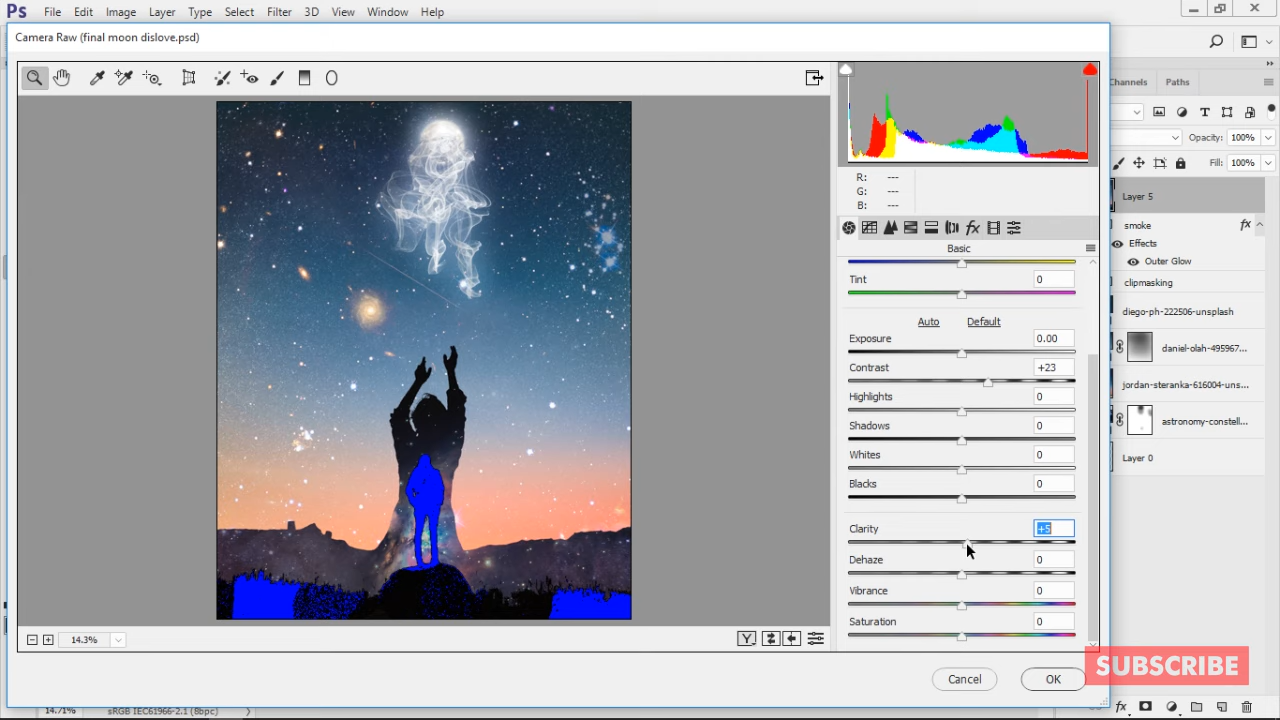 Ps File Edit Image Layer Type Select Filter 3D View Window Help
Camera Raw (final moon dislove.psd)
R: ---
G: ---
B: ---
Basic
Tint 0
Auto Default
Exposure 0.00
Contrast +23
Highlights 0
Shadows 0
Whites 0
Blacks 0
Clarity +5
Dehaze 0
Vibrance 0
Saturation 0
14.3%
Y
Cancel OK
Channels Paths
Opacity: 100%
Fill: 100%
Layer 5
smoke fx
Effects
Outer Glow
clipmasking
diego-ph-222506-unsplash
daniel-olah-495967...
jordan-steranka-616004-uns...
astronomy-constell...
Layer 0
SUBSCRIBE
14.71% sRGB IEC61966-2.1 (8bpc)
fx